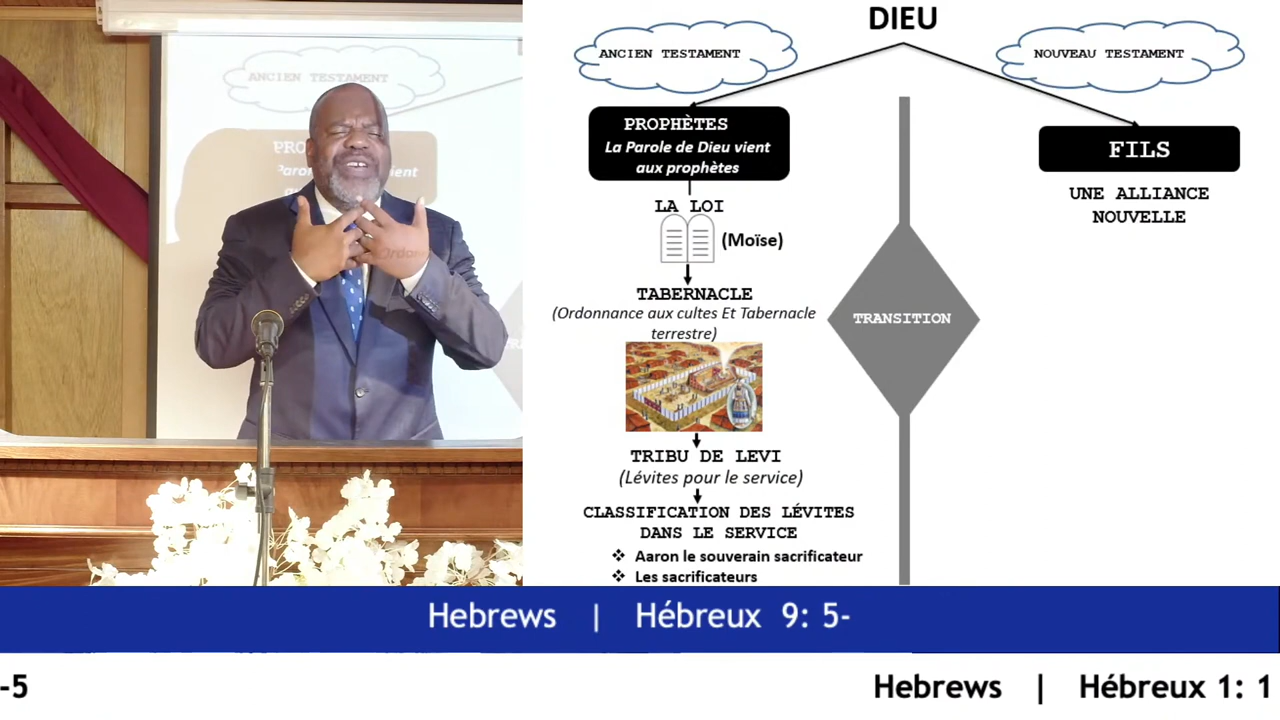 DIEU
ANCIEN TESTAMENT
NOUVEAU TESTAMENT
PROPHÈTES
La Parole de Dieu vient
aux prophètes
FILS
UNE ALLIANCE
NOUVELLE
LA LOI
(Moïse)
TABERNACLE
(Ordonnance aux cultes Et Tabernacle
terrestre)
TRANSITION
TRIBU DE LEVI
(Lévites pour le service)
CLASSIFICATION DES LÉVITES
DANS LE SERVICE
❖ Aaron le souverain sacrificateur
❖ Les sacrificateurs
ANCIEN TESTAMENT
PRO
Hebrews | Hébreux 9: 5-
-5
Hebrews | Hébreux 1: 1